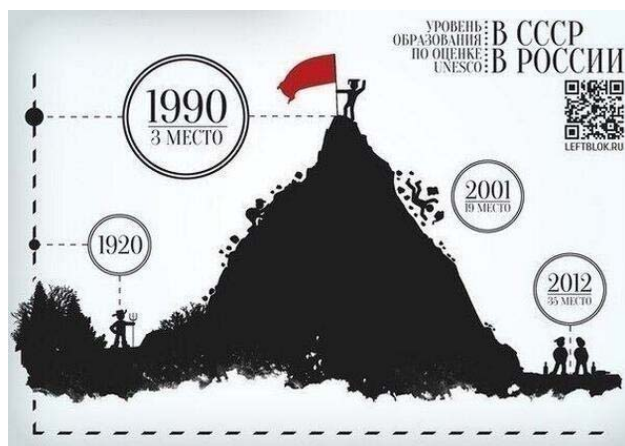 УРОВЕНЬ
ОБРАЗОВАНИЯ
ПО ОЦЕНКЕ
UNESCO
В СССР
В РОССИИ
LEFTBLOK.RU
1990
3 МЕСТО
2001
19 МЕСТО
1920
2012
35 МЕСТО